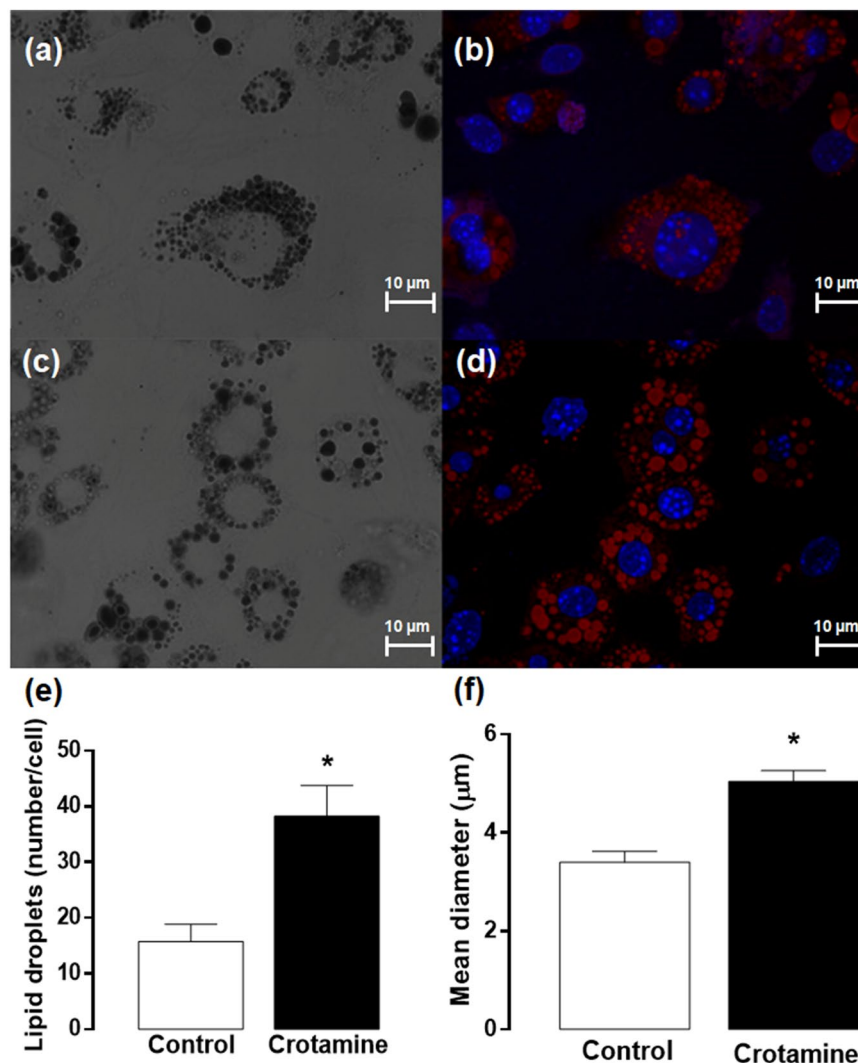 (a)
(b)
10 µm
10 µm
(c)
(d)
10 µm
10 µm
(e)
(f)
Lipid droplets (number/cell)
50
40
30
20
10
0
*
Control
Crotamine
Mean diameter (µm)
6
4
2
0
*
Control
Crotamine